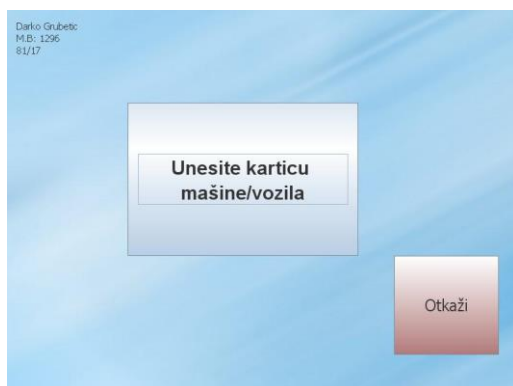 Darko Grubetic
M.B: 1296
81/17
Unesite karticu
mašine/vozila
Otkaži